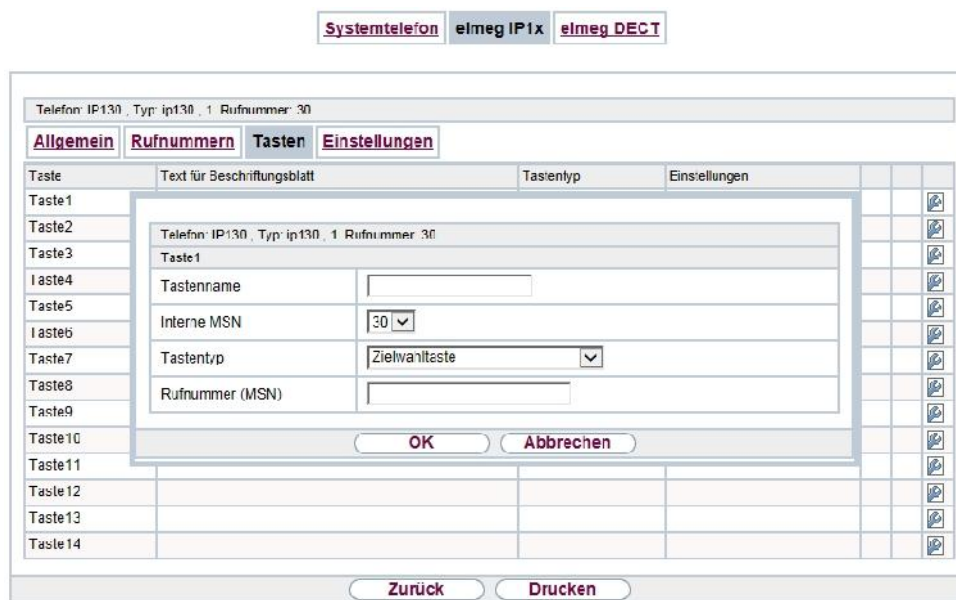 Systemtelefon elmeg IP1x elmeg DECT
Telefon: IP130 , Typ: ip130 , 1. Rufnummer: 30
Allgemein Rufnummern Tasten Einstellungen
Taste Text für Beschriftungsblatt Tastentyp Einstellungen
Taste1
Taste2
Telefon: IP130 , Typ: ip130 , 1. Rufnummer: 30
Taste3
Taste1
Taste4
Tastenname
Taste5
Interne MSN 30
Taste6
Taste7
Tastentyp Zielwahltaste
Taste8
Rufnummer (MSN)
Taste9
Taste10
OK Abbrechen
Taste11
Taste12
Taste13
Taste14
Zurück Drucken